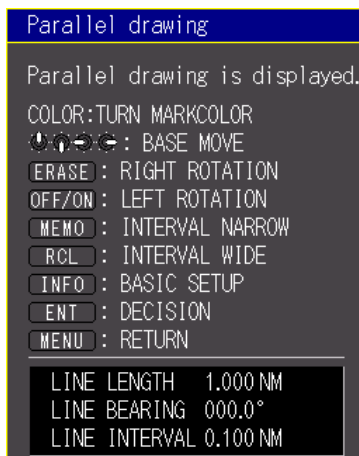 Parallel drawing
Parallel drawing is displayed.
COLOR:TURN MARKCOLOR
: BASE MOVE
ERASE : RIGHT ROTATION
OFF/ON : LEFT ROTATION
MEMO : INTERVAL NARROW
RCL : INTERVAL WIDE
INFO : BASIC SETUP
ENT : DECISION
MENU : RETURN
LINE LENGTH 1.000 NM
LINE BEARING 000.0°
LINE INTERVAL 0.100 NM